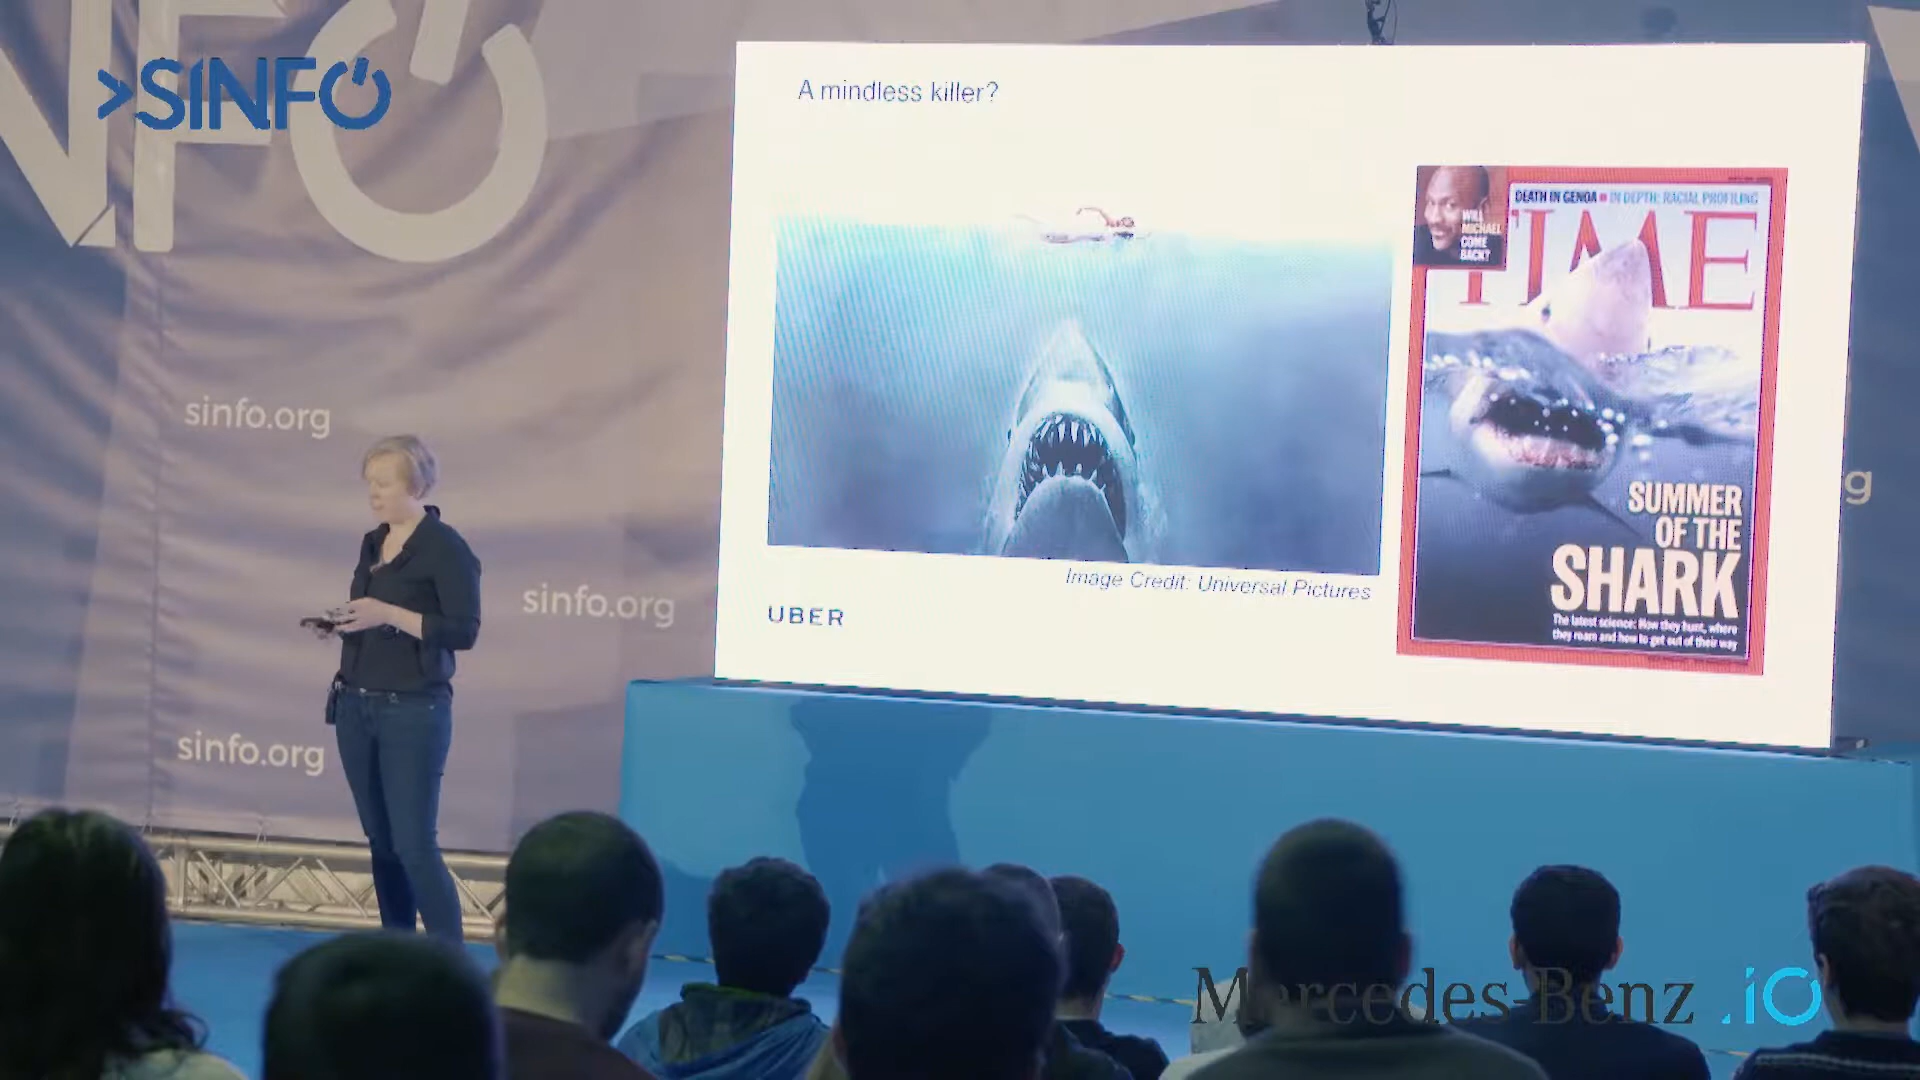 >SINFO
NFO
sinfo.org
sinfo.org
sinfo.org
A mindless killer?
Image Credit: Universal Pictures
UBER
DEATH IN GENOA ■ IN DEPTH: RACIAL PROFILING
WILL
MICHAEL
COME
BACK?
TIME
SUMMER
OF THE
SHARK
The latest science: How they hunt, where
they roam and how to get out of their way
g
Mercedes-Benz .io